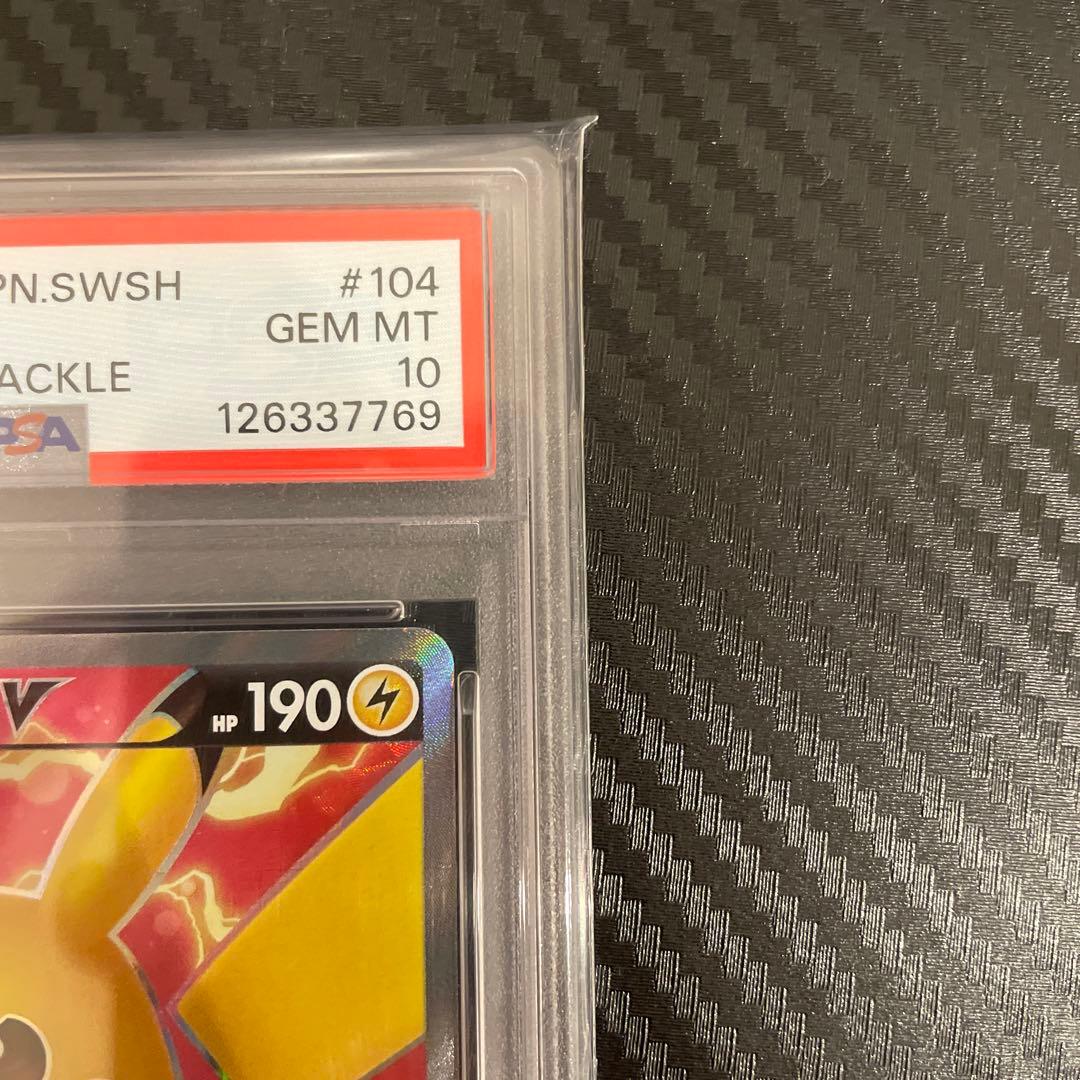 PN.SWSH #104
GEM MT
ACKLE 10
PSA 126337769
V HP 190